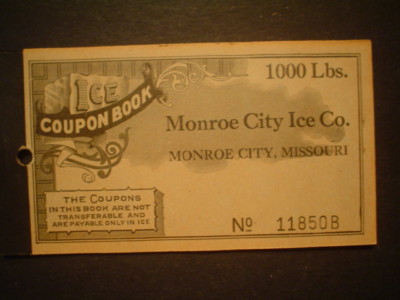 1000 Lbs.
ICE
COUPON BOOK
Monroe City Ice Co.
MONROE CITY, MISSOURI
THE COUPONS
IN THIS BOOK ARE NOT
TRANSFERABLE AND
ARE PAYABLE ONLY IN ICE
No 11850B